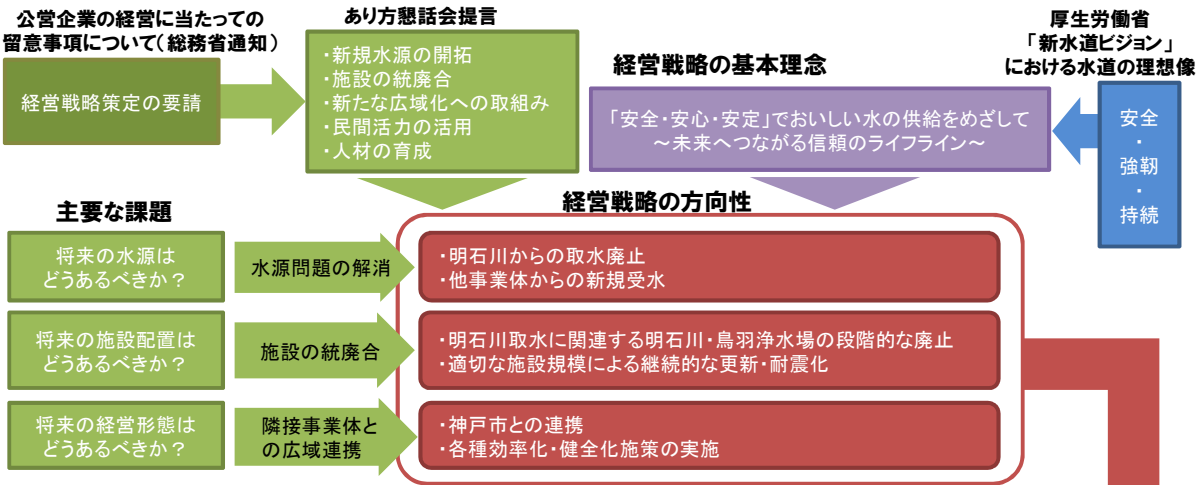 公営企業の経営に当たっての
留意事項について（総務省通知）
経営戦略策定の要請
あり方懇話会提言
・新規水源の開拓
・施設の統廃合
・新たな広域化への取組み
・民間活力の活用
・人材の育成
経営戦略の基本理念
「安全・安心・安定」でおいしい水の供給をめざして
～未来へつながる信頼のライフライン～
厚生労働省
「新水道ビジョン」
における水道の理想像
安全
・
強靭
・
持続
主要な課題
経営戦略の方向性
将来の水源は
どうあるべきか？
水源問題の解消
・明石川からの取水廃止
・他事業体からの新規受水
将来の施設配置は
どうあるべきか？
施設の統廃合
・明石川取水に関連する明石川・鳥羽浄水場の段階的な廃止
・適切な施設規模による継続的な更新・耐震化
将来の経営形態は
どうあるべきか？
隣接事業体と
の広域連携
・神戸市との連携
・各種効率化・健全化施策の実施